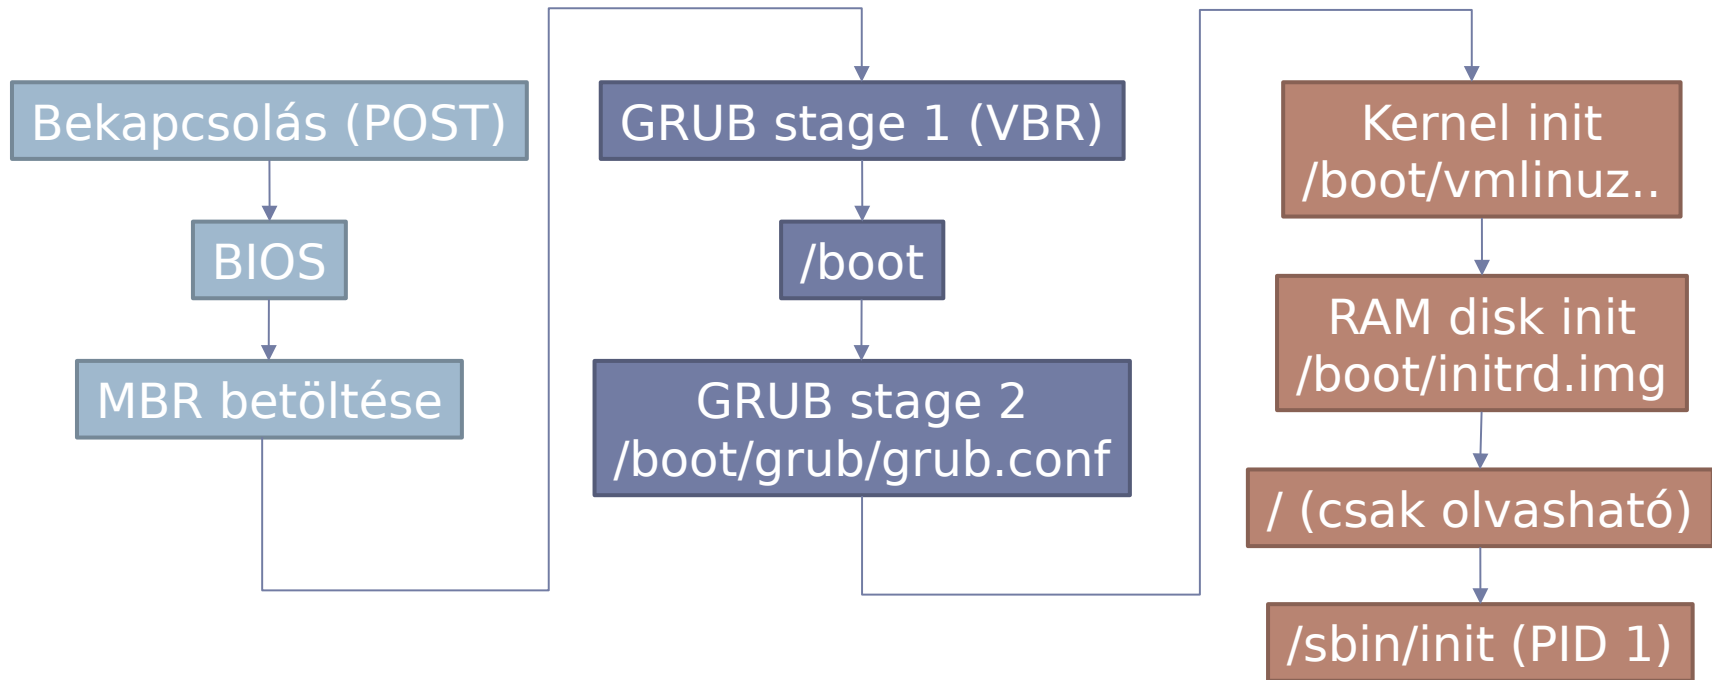 Bekapcsolás (POST)
BIOS
MBR betöltése
GRUB stage 1 (VBR)
/boot
GRUB stage 2
/boot/grub/grub.conf
Kernel init
/boot/vmlinuz..
RAM disk init
/boot/initrd.img
/ (csak olvasható)
/sbin/init (PID 1)